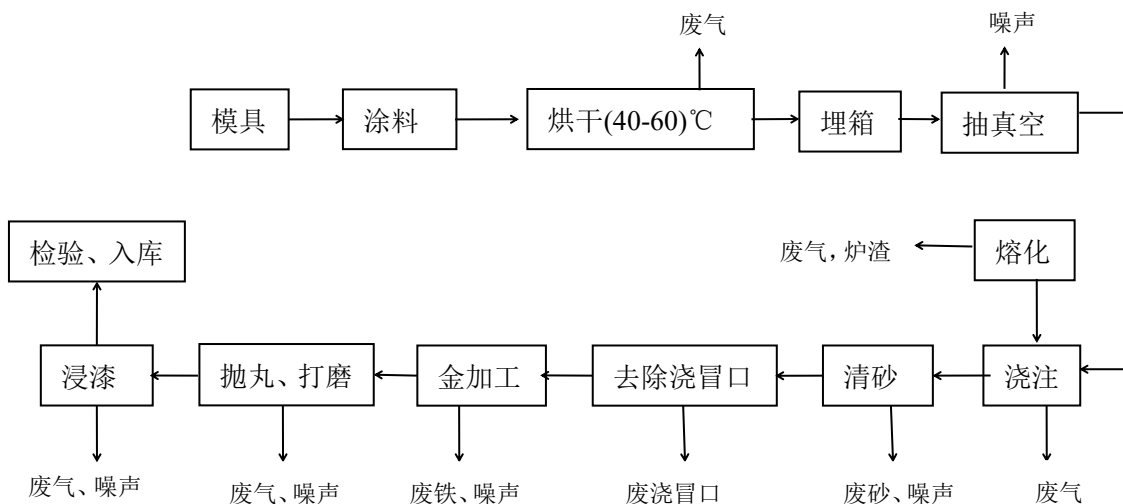 废气
噪声
模具
涂料
烘干(40-60)℃
埋箱
抽真空
检验、入库
废气，炉渣
熔化
浸漆
抛丸、打磨
金加工
去除浇冒口
清砂
浇注
废气、噪声
废气、噪声
废铁、噪声
废浇冒口
废砂、噪声
废气